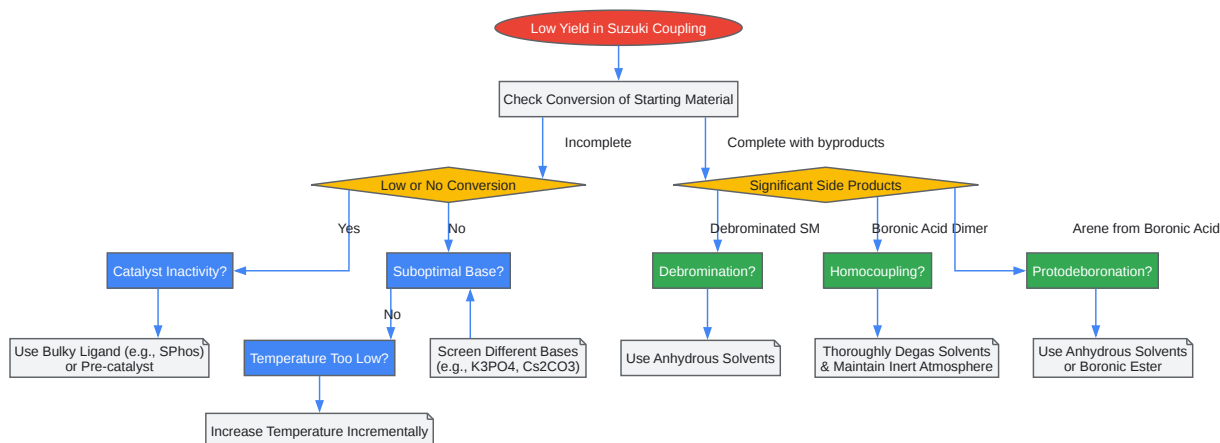 Low Yield in Suzuki Coupling
Check Conversion of Starting Material
Incomplete
Complete with byproducts
Low or No Conversion
Significant Side Products
Yes
No
Debrominated SM
Boronic Acid Dimer
Arene from Boronic Acid
Catalyst Inactivity?
Suboptimal Base?
Debromination?
Homocoupling?
Protodeboronation?
No
Use Bulky Ligand (e.g., SPhos)
or Pre-catalyst
Temperature Too Low?
Screen Different Bases
(e.g., K3PO4, Cs2CO3)
Use Anhydrous Solvents
Thoroughly Degas Solvents
& Maintain Inert Atmosphere
Use Anhydrous Solvents
or Boronic Ester
Increase Temperature Incrementally